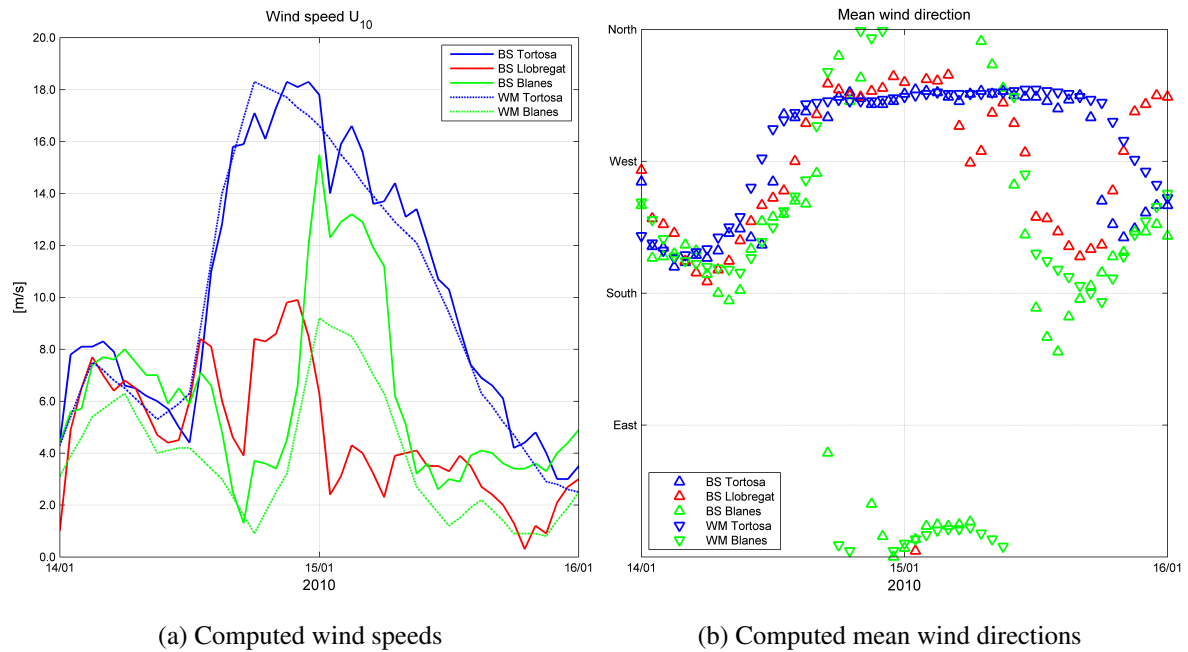 Wind speed U10
[m/s]
20.0
18.0
16.0
14.0
12.0
10.0
8.0
6.0
4.0
2.0
0.0
BS Tortosa
BS Llobregat
BS Blanes
WM Tortosa
WM Blanes
14/01
15/01
16/01
2010
(a) Computed wind speeds
Mean wind direction
North
West
South
East
BS Tortosa
BS Llobregat
BS Blanes
WM Tortosa
WM Blanes
14/01
15/01
16/01
2010
(b) Computed mean wind directions